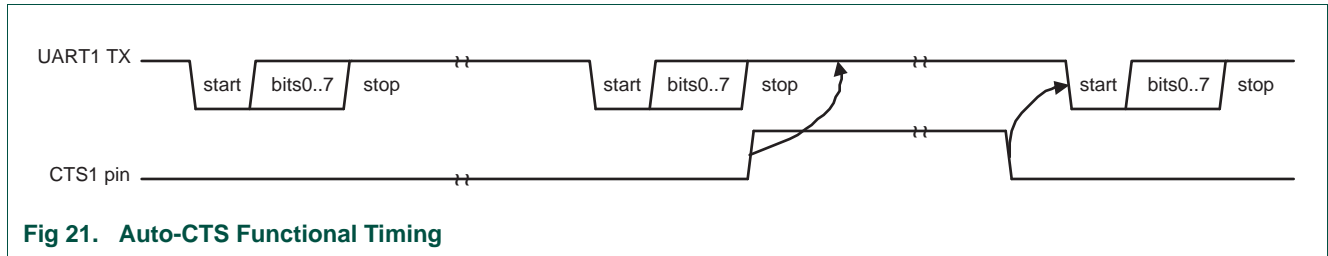 UART1 TX
start bits0..7 stop start bits0..7 stop start bits0..7 stop
CTS1 pin
Fig 21. Auto-CTS Functional Timing